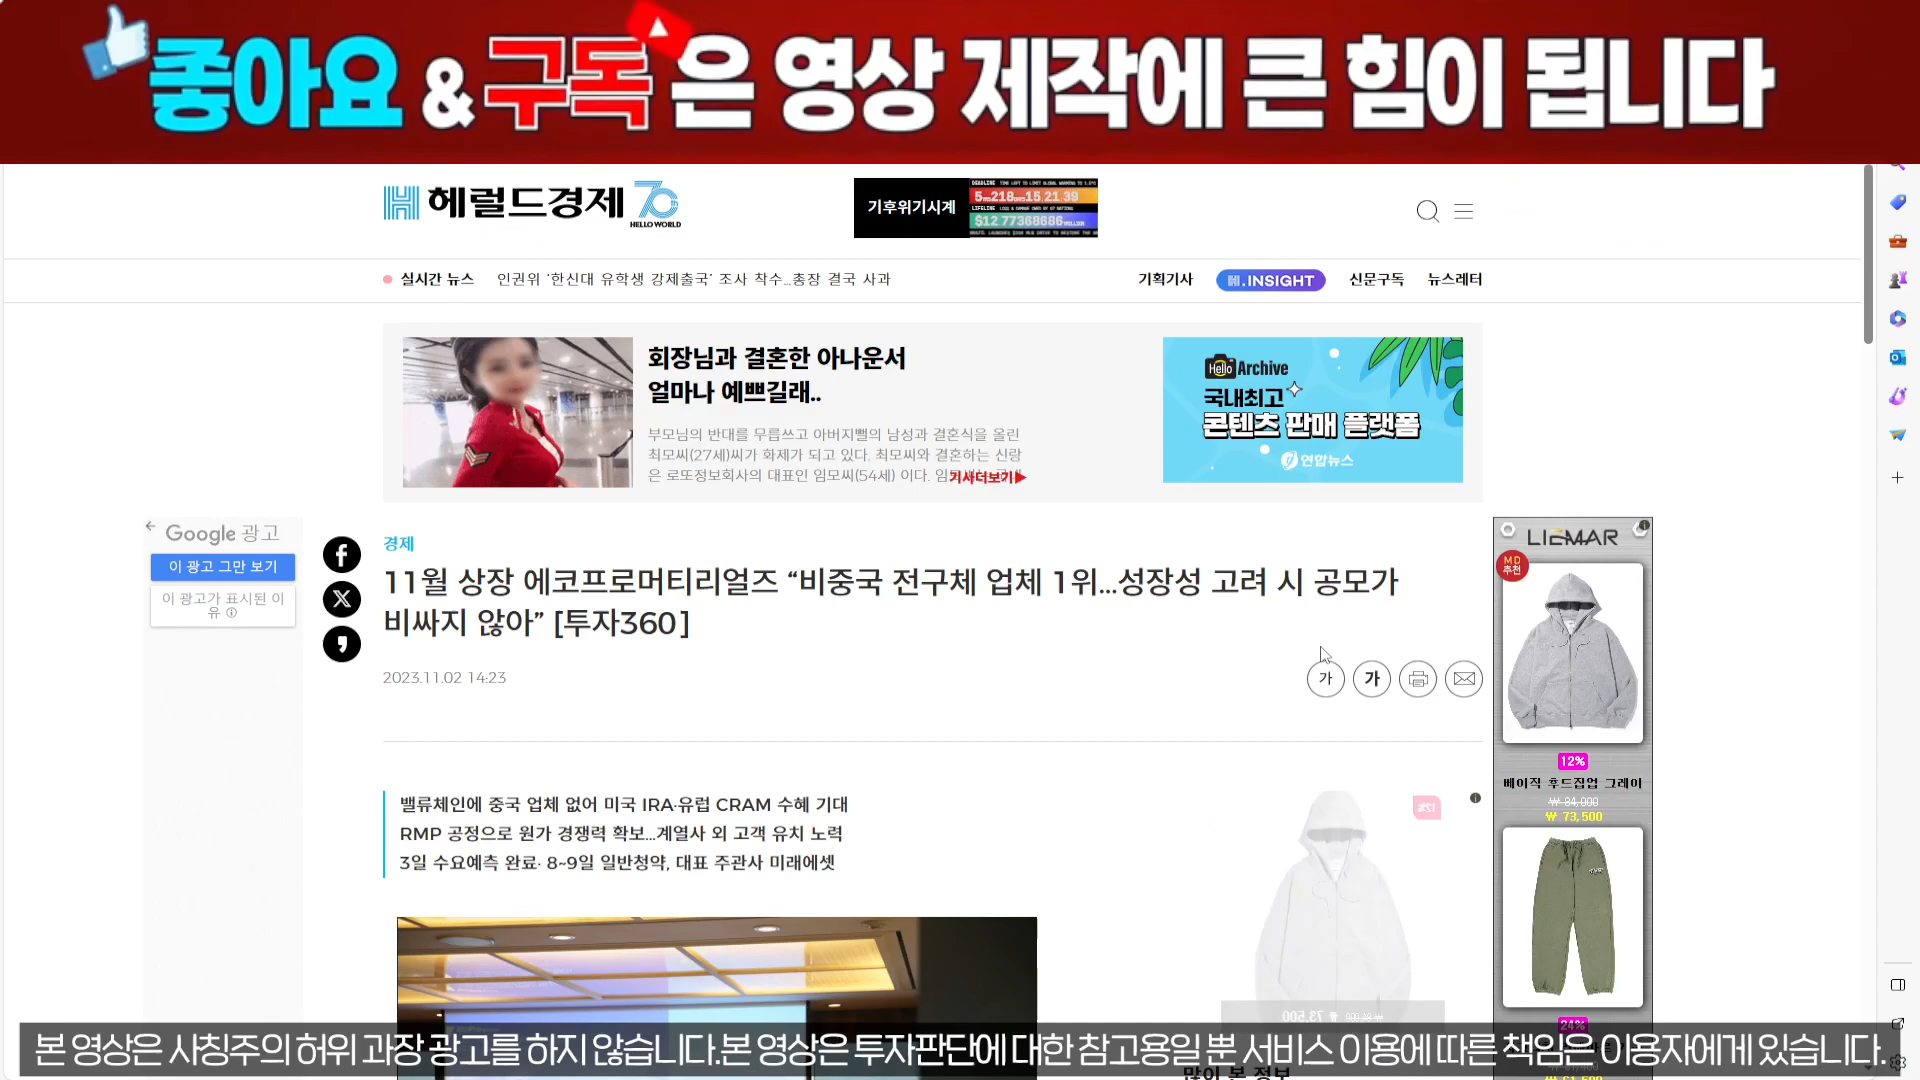 좋아요 & 구독은 영상 제작에 큰 힘이 됩니다
헤럴드경제 70th
HELLO WORLD
기후위기시계
실시간 뉴스 인권위 '한신대 유학생 강제출국' 조사 착수...총장 결국 사과
기획기사 H.INSIGHT 신문구독 뉴스레터
회장님과 결혼한 아나운서
얼마나 예쁘길래..
부모님의 반대를 무릅쓰고 아버지뻘의 남성과 결혼식을 올린
최모씨(27세)씨가 화제가 되고 있다. 최모씨와 결혼하는 신랑
은 로또정보회사의 대표인 임모씨(54세) 이다.
기사더보기▶
Hello Archive
국내최고
콘텐츠 판매 플랫폼
연합뉴스
Google 광고
이 광고 그만 보기
이 광고가 표시된 이
유
경제
11월 상장 에코프로머티리얼즈 “비중국 전구체 업체 1위…성장성 고려 시 공모가
비싸지 않아” [투자360]
2023.11.02 14:23
가 가
밸류체인에 중국 업체 없어 미국 IRA·유럽 CRAM 수혜 기대
RMP 공정으로 원가 경쟁력 확보…계열사 외 고객 유치 노력
3일 수요예측 완료· 8~9일 일반청약, 대표 주관사 미래에셋
LIEMAR
MD
추천
12%
베이직 후드집업 그레이
₩ 84,000
₩ 73,500
24%
많이 본 정보
본 영상은 사칭주의 허위 과장 광고를 하지 않습니다.본 영상은 투자판단에 대한 참고용일 뿐 서비스 이용에 따른 책임은 이용자에게 있습니다.